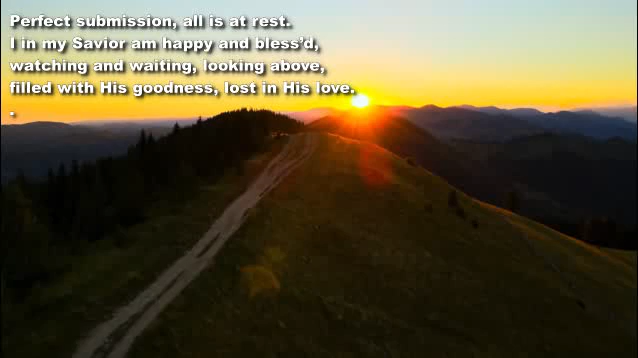 Perfect submission, all is at rest.
I in my Savior am happy and bless’d,
watching and waiting, looking above,
filled with His goodness, lost in His love.
.